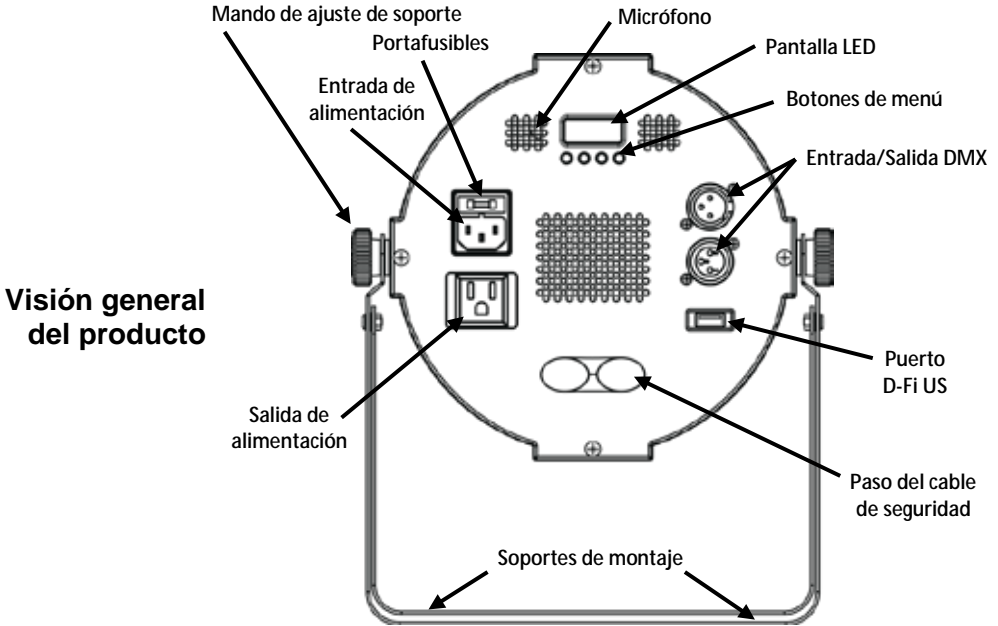 Mando de ajuste de soporte
Portafusibles
Entrada de
alimentación
Micrófono
Pantalla LED
Botones de menú
Entrada/Salida DMX
Visión general
del producto
Puerto
D-Fi US
Salida de
alimentación
Paso del cable
de seguridad
Soportes de montaje